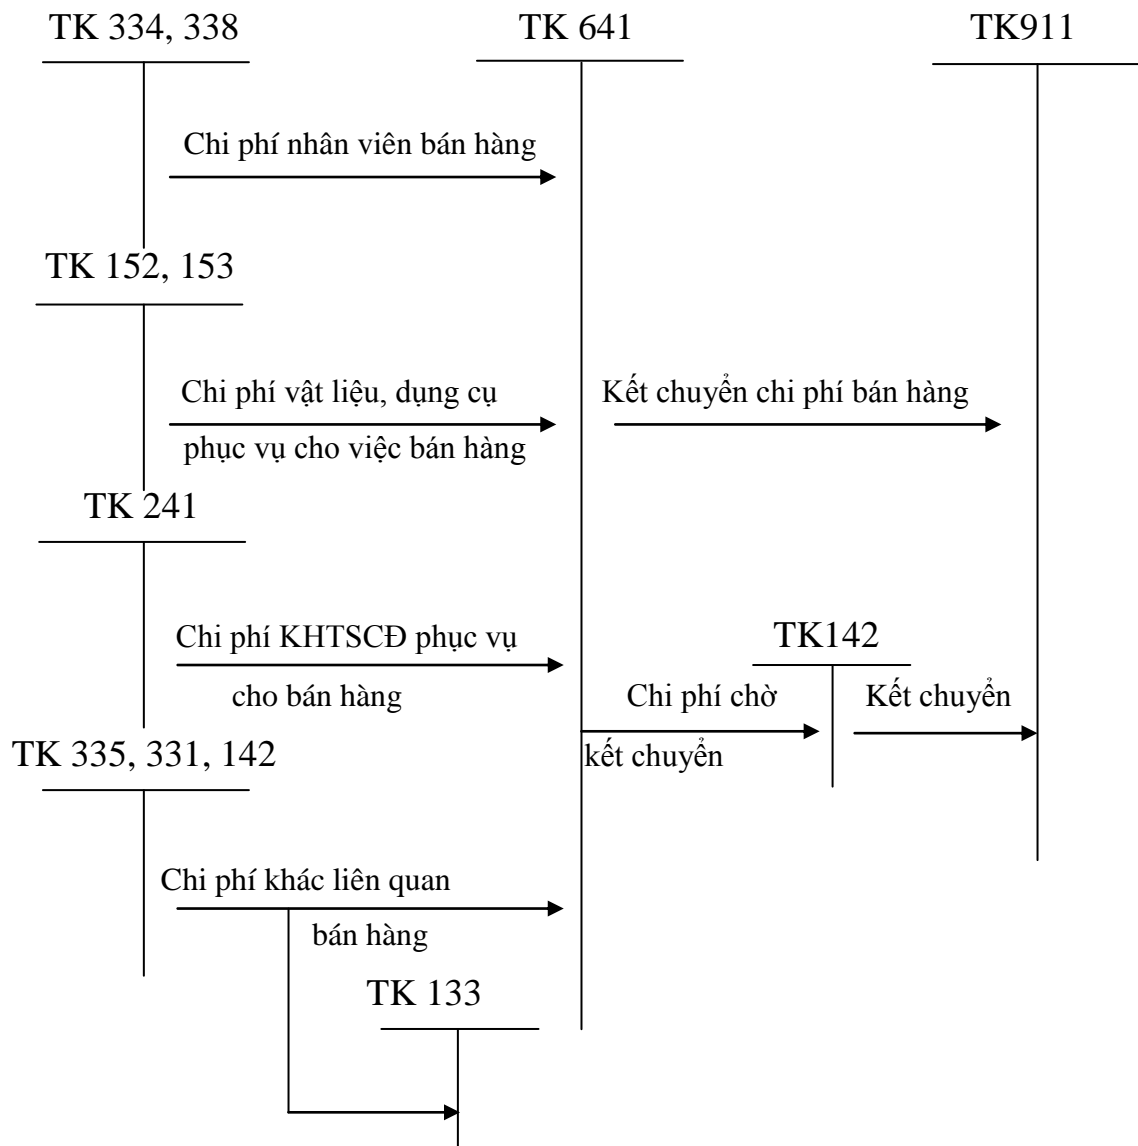 TK 334, 338
TK 641
TK911
Chi phí nhân viên bán hàng
TK 152, 153
Chi phí vật liệu, dụng cụ
phục vụ cho việc bán hàng
Kết chuyển chi phí bán hàng
TK 241
Chi phí KHTSCĐ phục vụ
cho bán hàng
TK142
Chi phí chờ
kết chuyển
Kết chuyển
TK 335, 331, 142
Chi phí khác liên quan
bán hàng
TK 133